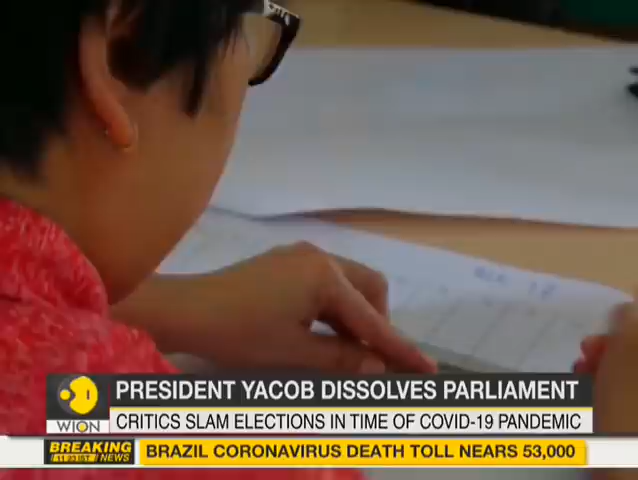 PRESIDENT YACOB DISSOLVES PARLIAMENT
WION
CRITICS SLAM ELECTIONS IN TIME OF COVID-19 PANDEMIC
BREAKING
NEWS
BRAZIL CORONAVIRUS DEATH TOLL NEARS 53,000